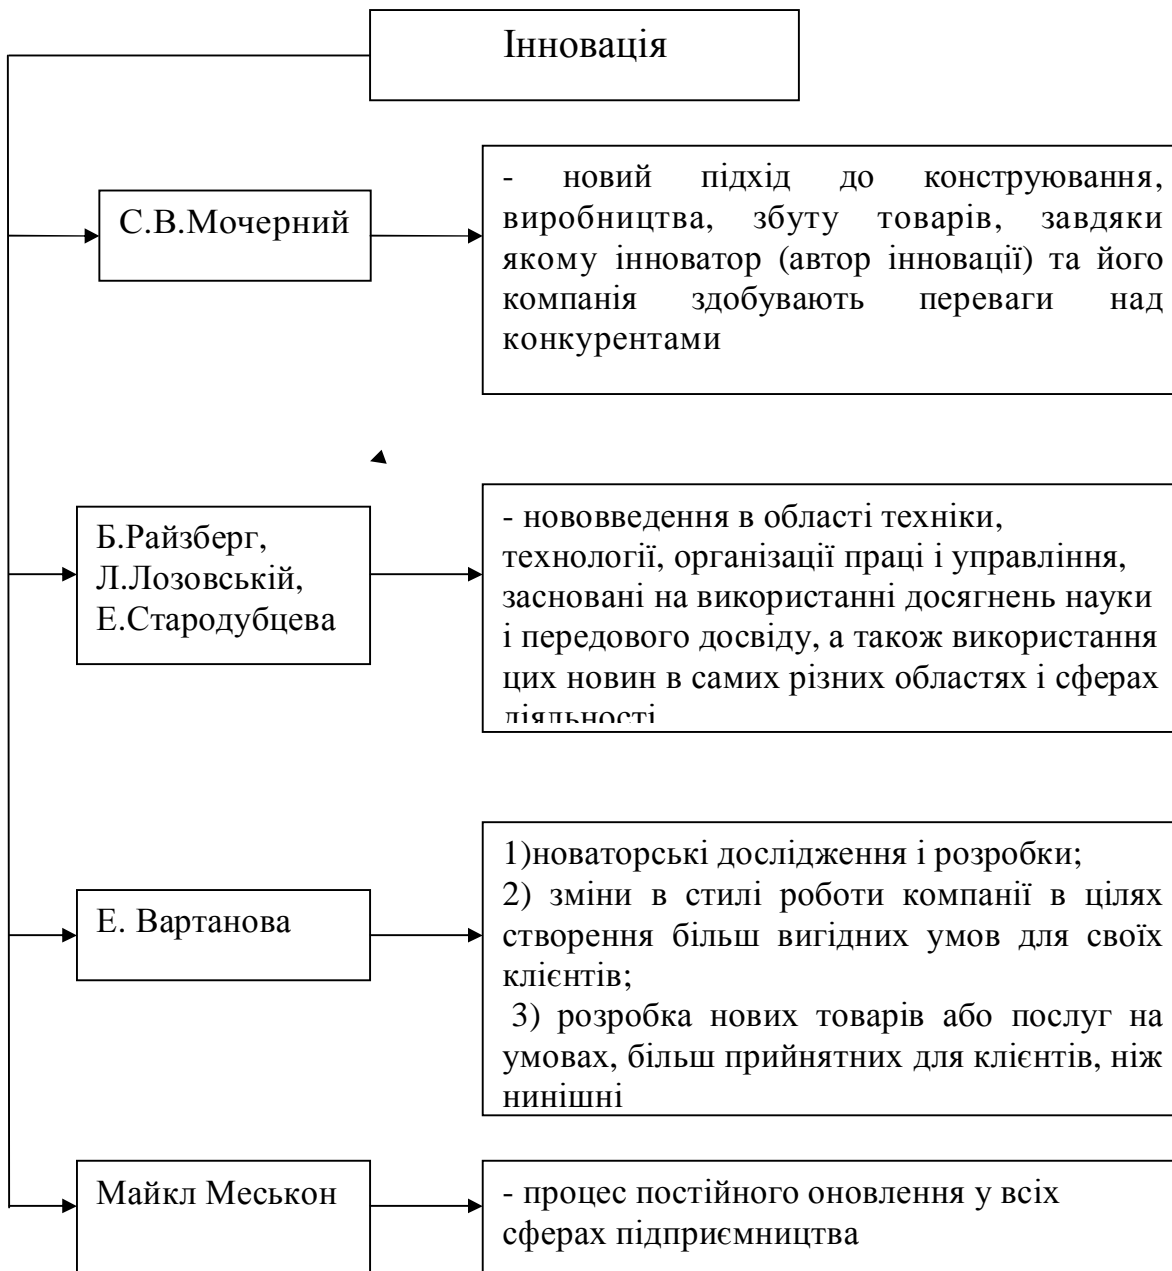 Інновація
С.В.Мочерний
- новий підхід до конструювання,
виробництва, збуту товарів, завдяки
якому інноватор (автор інновації) та його
компанія здобувають переваги над
конкурентами
Б.Райзберг,
Л.Лозовській,
Е.Стародубцева
- нововведення в області техніки,
технології, організації праці і управління,
засновані на використанні досягнень науки
і передового досвіду, а також використання
цих новин в самих різних областях і сферах
діяльності
Е. Вартанова
1)новаторські дослідження і розробки;
2) зміни в стилі роботи компанії в цілях
створення більш вигідних умов для своїх
клієнтів;
3) розробка нових товарів або послуг на
умовах, більш прийнятних для клієнтів, ніж
нинішні
Майкл Меськон
- процес постійного оновлення у всіх
сферах підприємництва